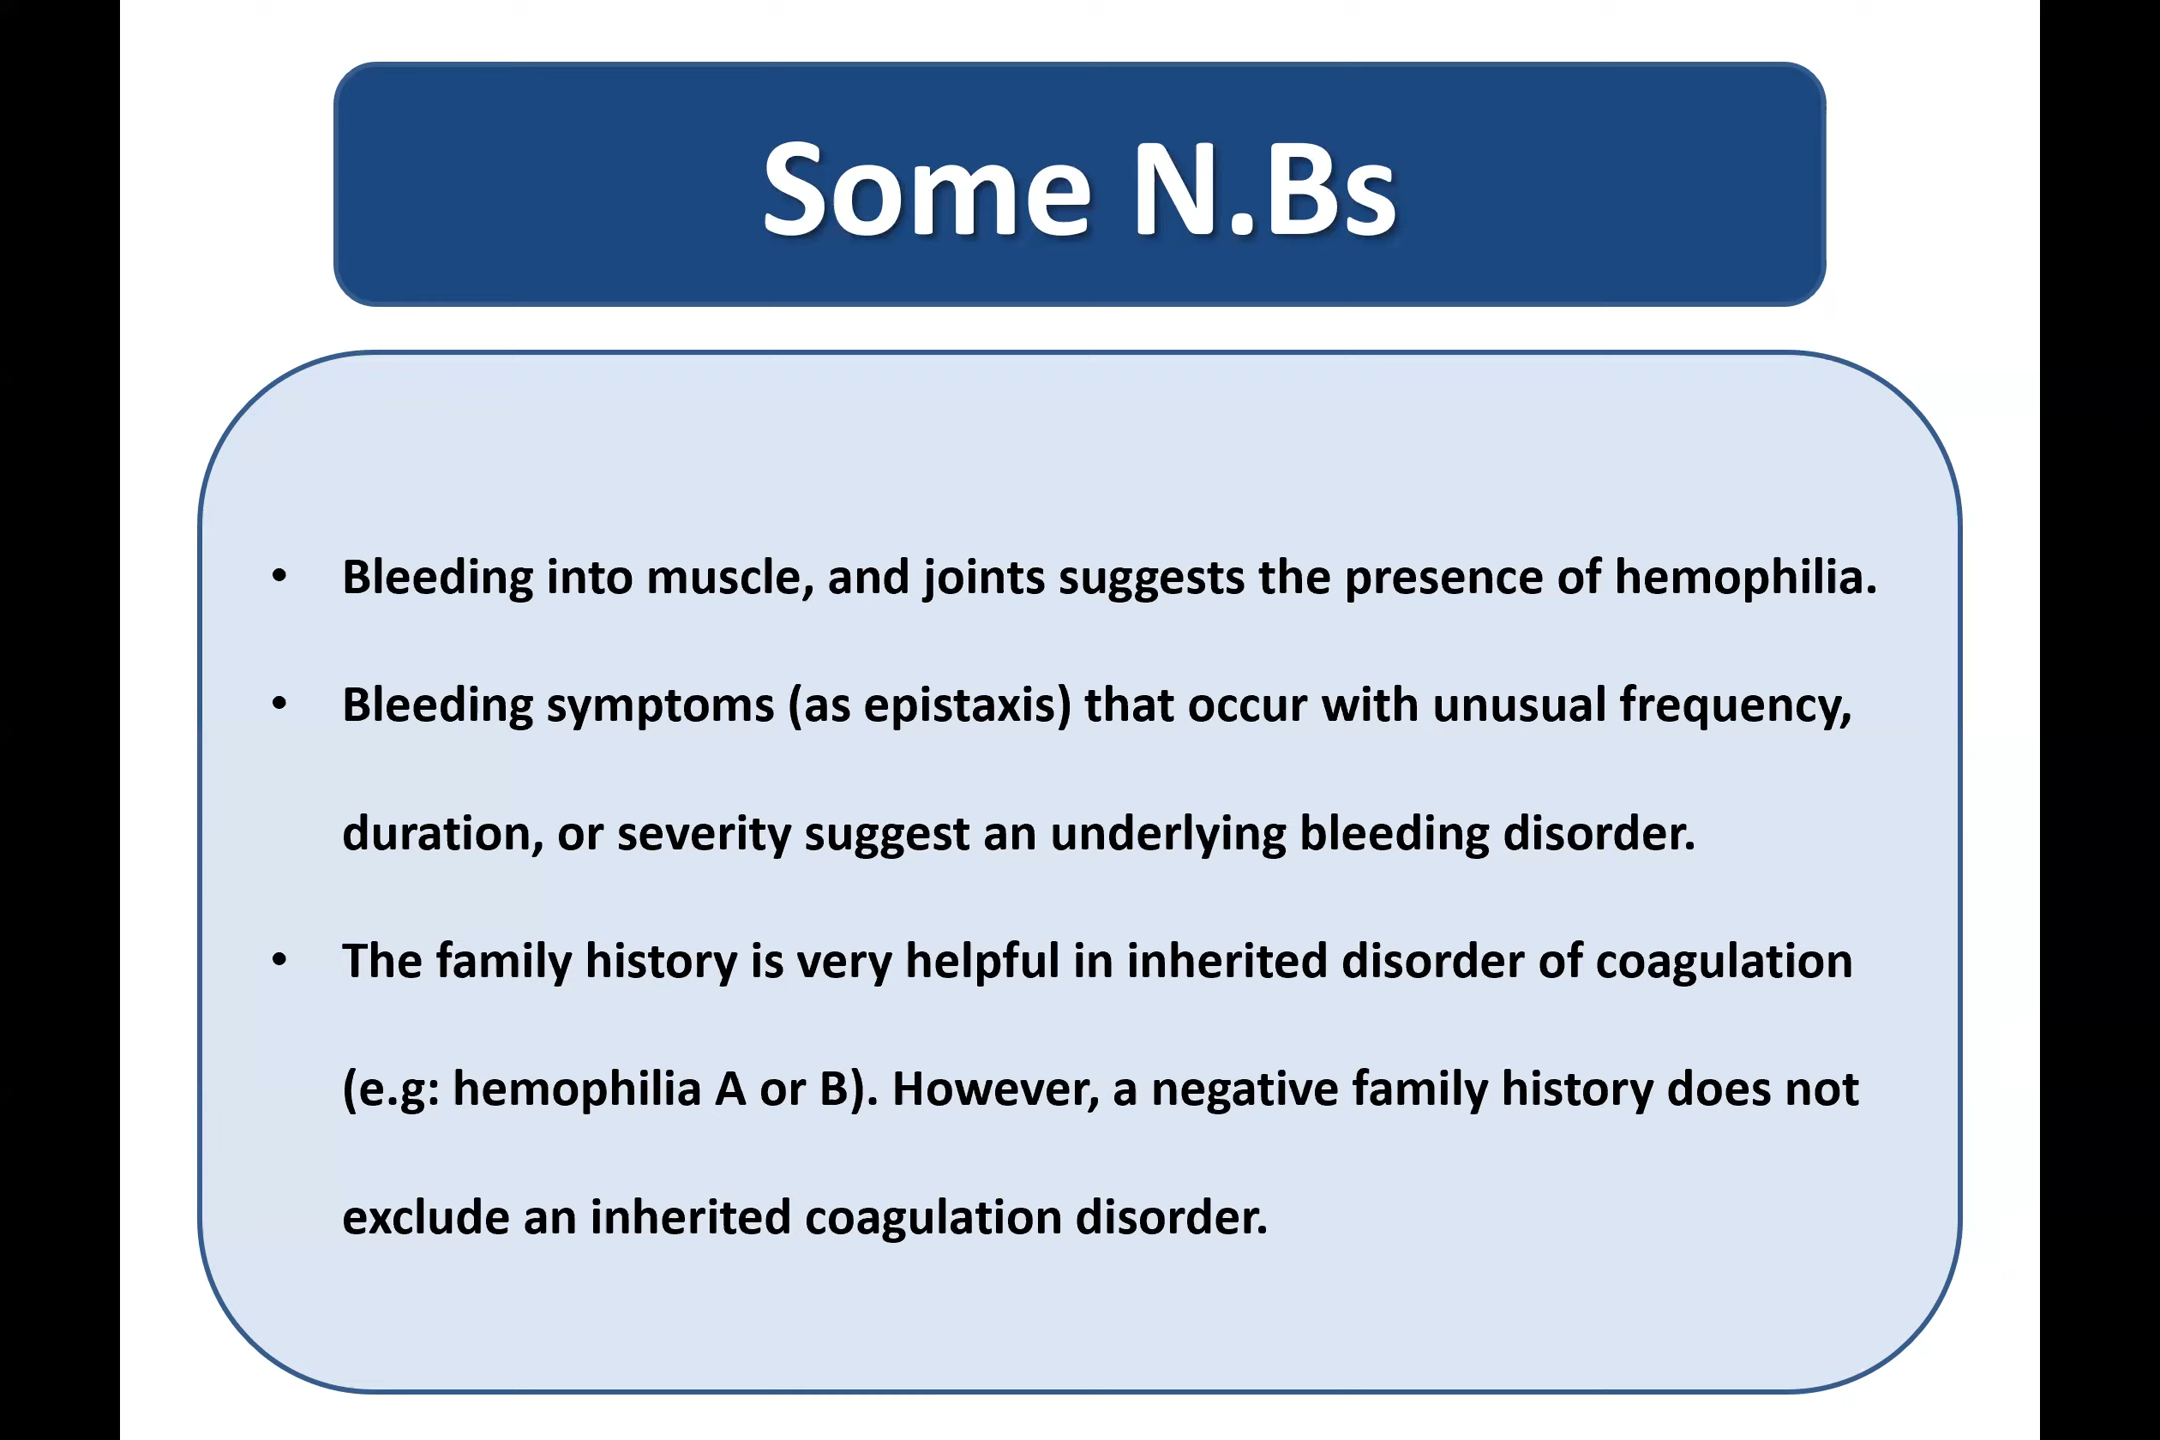 Some N.Bs
• Bleeding into muscle, and joints suggests the presence of hemophilia.
• Bleeding symptoms (as epistaxis) that occur with unusual frequency,
duration, or severity suggest an underlying bleeding disorder.
• The family history is very helpful in inherited disorder of coagulation
(e.g: hemophilia A or B). However, a negative family history does not
exclude an inherited coagulation disorder.